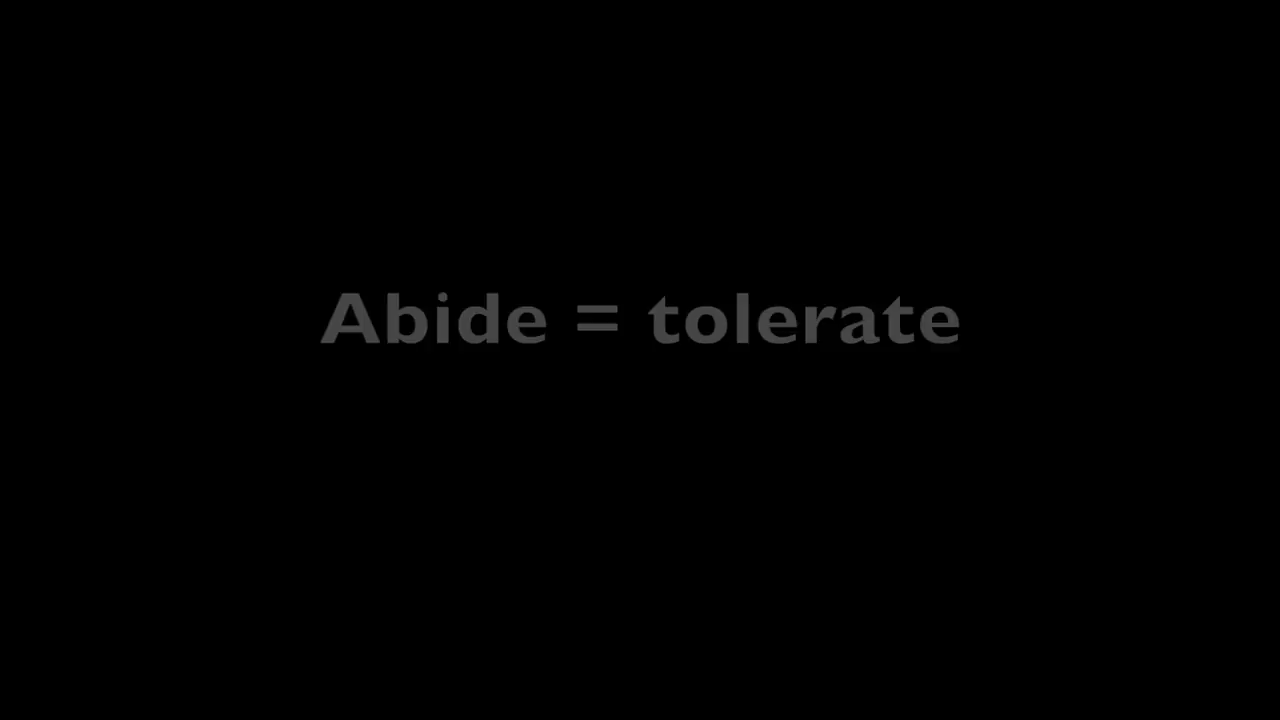 Abide = tolerate